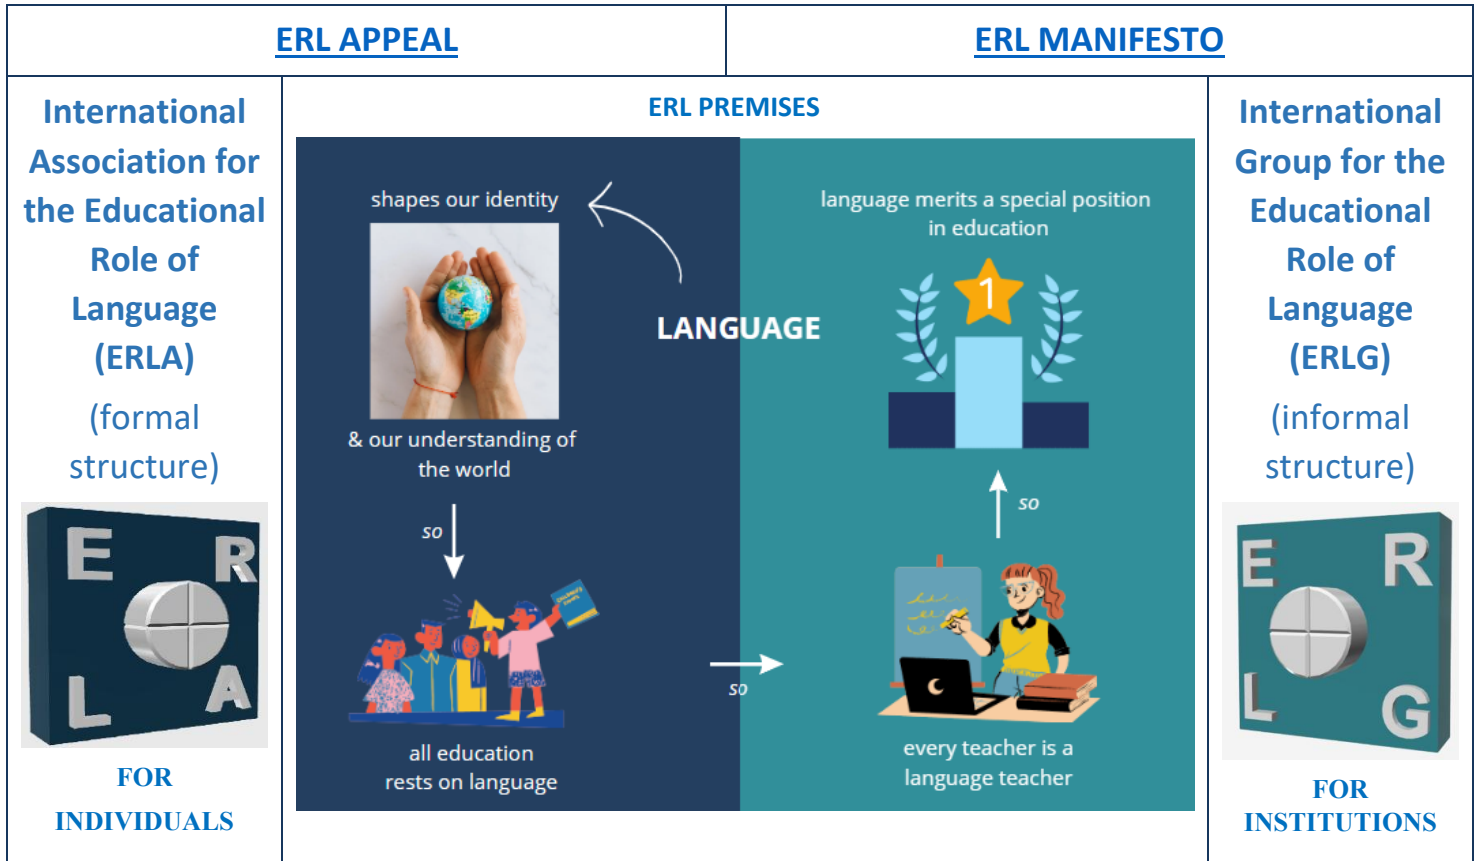 ERL APPEAL
ERL MANIFESTO
International
Association for
the Educational
Role of
Language
(ERLA)
(formal
structure)
E R
L A
FOR
INDIVIDUALS
ERL PREMISES
LANGUAGE
shapes our identity
& our understanding of
the world
so
all education
rests on language
so
every teacher is a
language teacher
so
language merits a special position
in education
1
International
Group for the
Educational
Role of
Language
(ERLG)
(informal
structure)
E R
L G
FOR
INSTITUTIONS